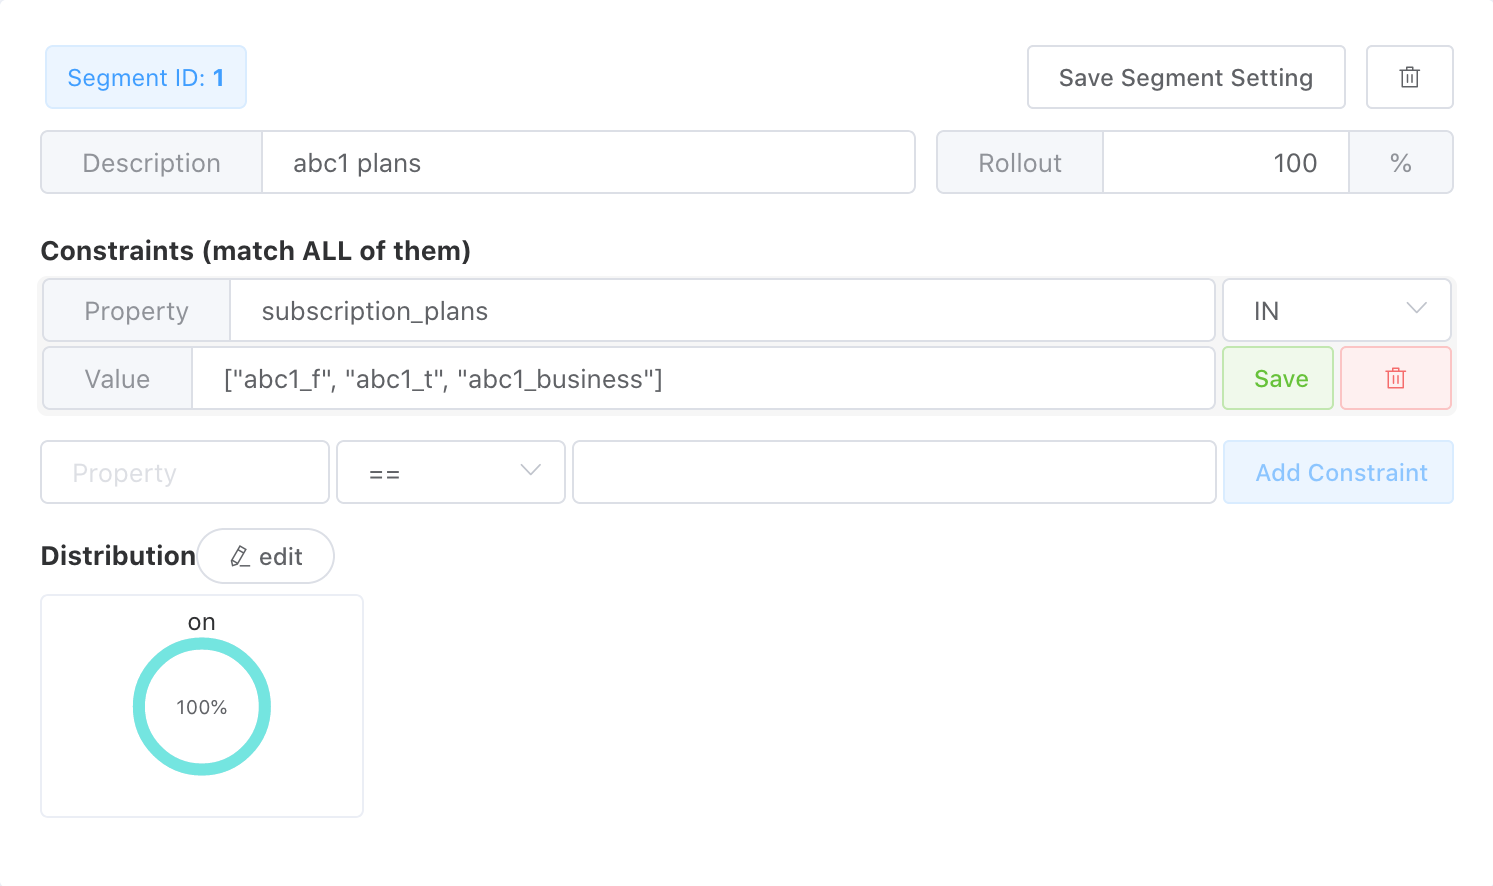 Segment ID: 1
Save Segment Setting
Description
abc1 plans
Rollout
100
%
Constraints (match ALL of them)
Property
subscription_plans
IN
Value
["abc1_f", "abc1_t", "abc1_business"]
Save
Property
==
Add Constraint
Distribution
edit
on
100%